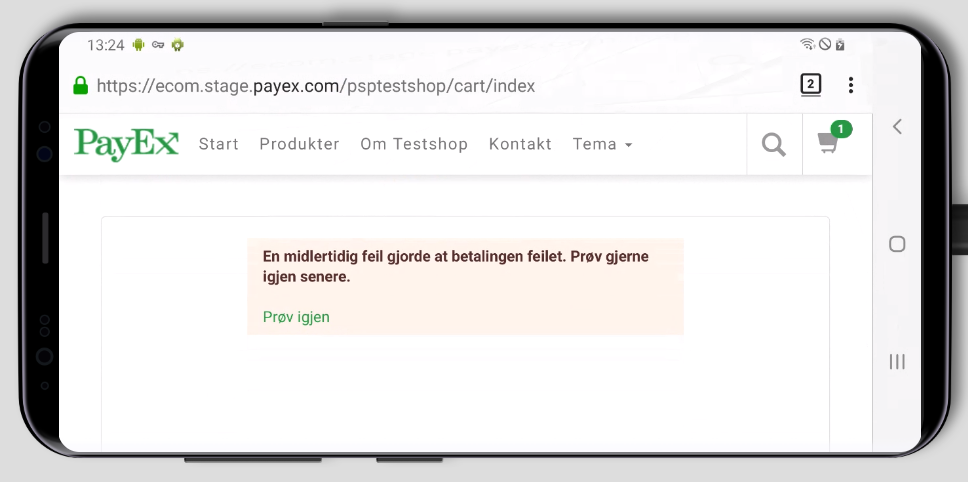 13:24
https://ecom.stage.payex.com/psptestshop/cart/index
2
PayEx Start Produkter Om Testshop Kontakt Tema
1
En midlertidig feil gjorde at betalingen feilet. Prøv gjerne
igjen senere.
Prøv igjen